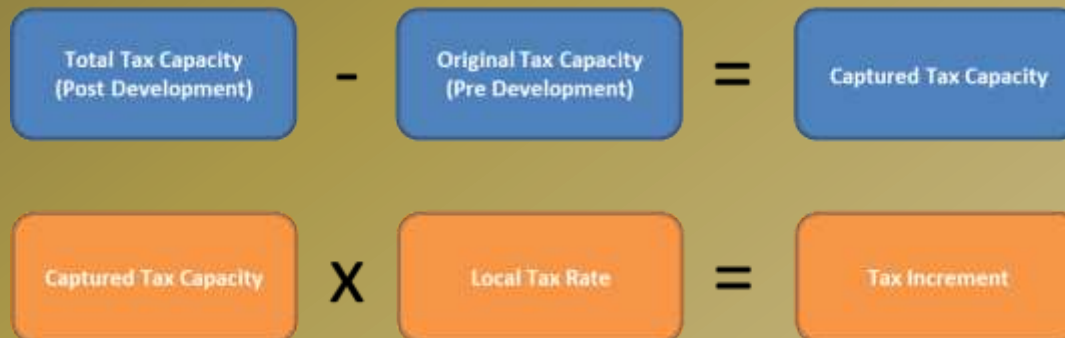 Total Tax Capacity
(Post Development)
-
Original Tax Capacity
(Pre Development)
=
Captured Tax Capacity
Captured Tax Capacity
X
Local Tax Rate
=
Tax Increment